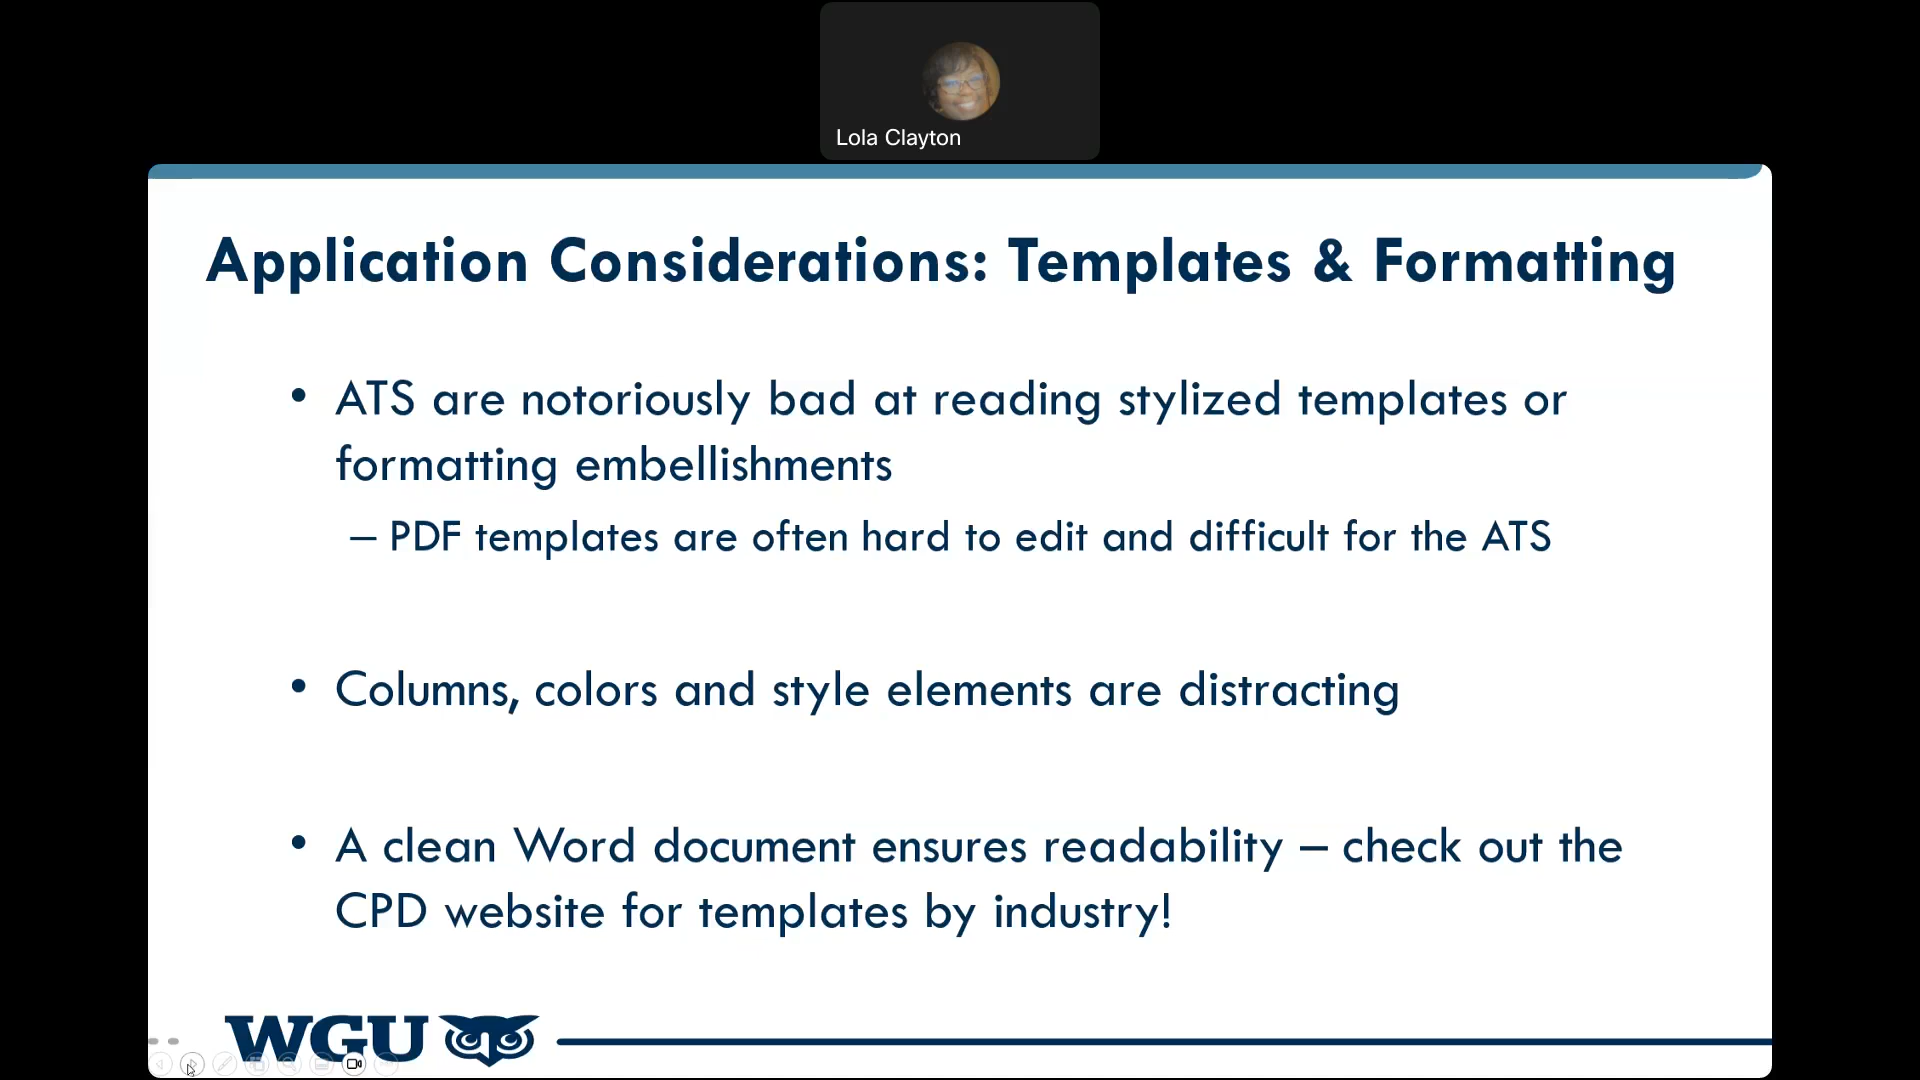 Lola Clayton
Application Considerations: Templates & Formatting
• ATS are notoriously bad at reading stylized templates or
formatting embellishments
– PDF templates are often hard to edit and difficult for the ATS
• Columns, colors and style elements are distracting
• A clean Word document ensures readability – check out the
CPD website for templates by industry!
WGU